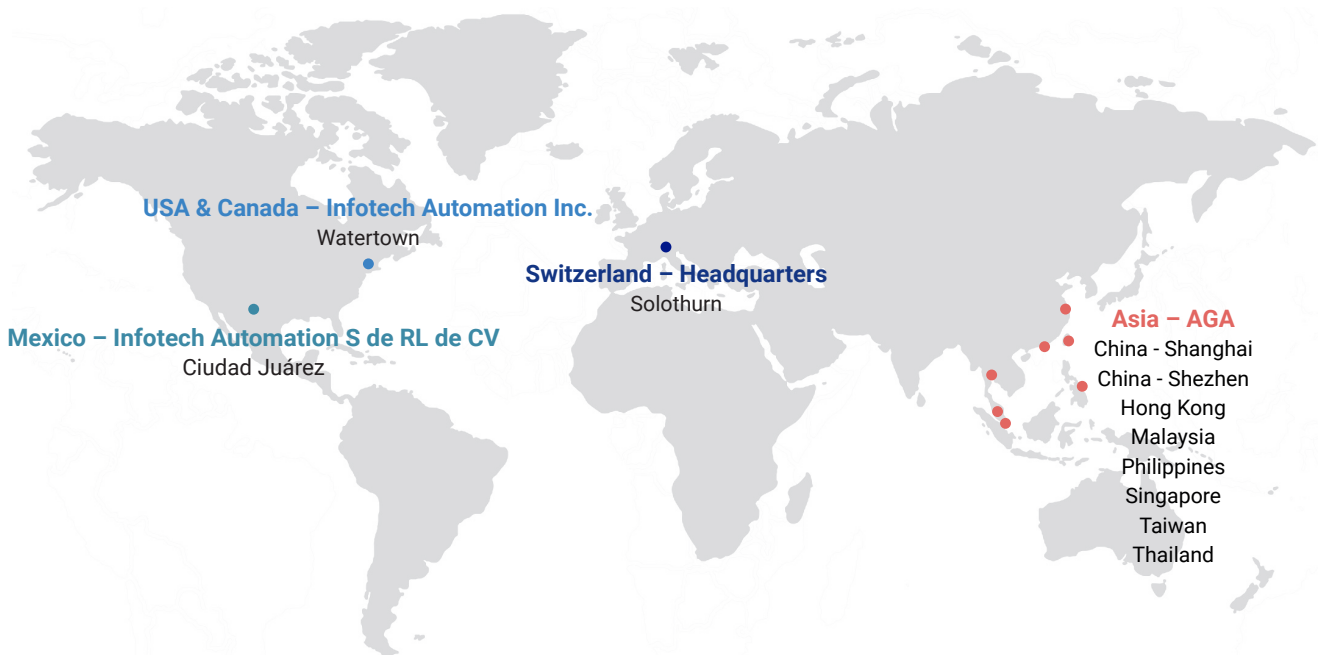 USA & Canada – Infotech Automation Inc.
Watertown
Switzerland – Headquarters
Solothurn
Mexico – Infotech Automation S de RL de CV
Ciudad Juárez
Asia – AGA
China - Shanghai
China - Shezhen
Hong Kong
Malaysia
Philippines
Singapore
Taiwan
Thailand